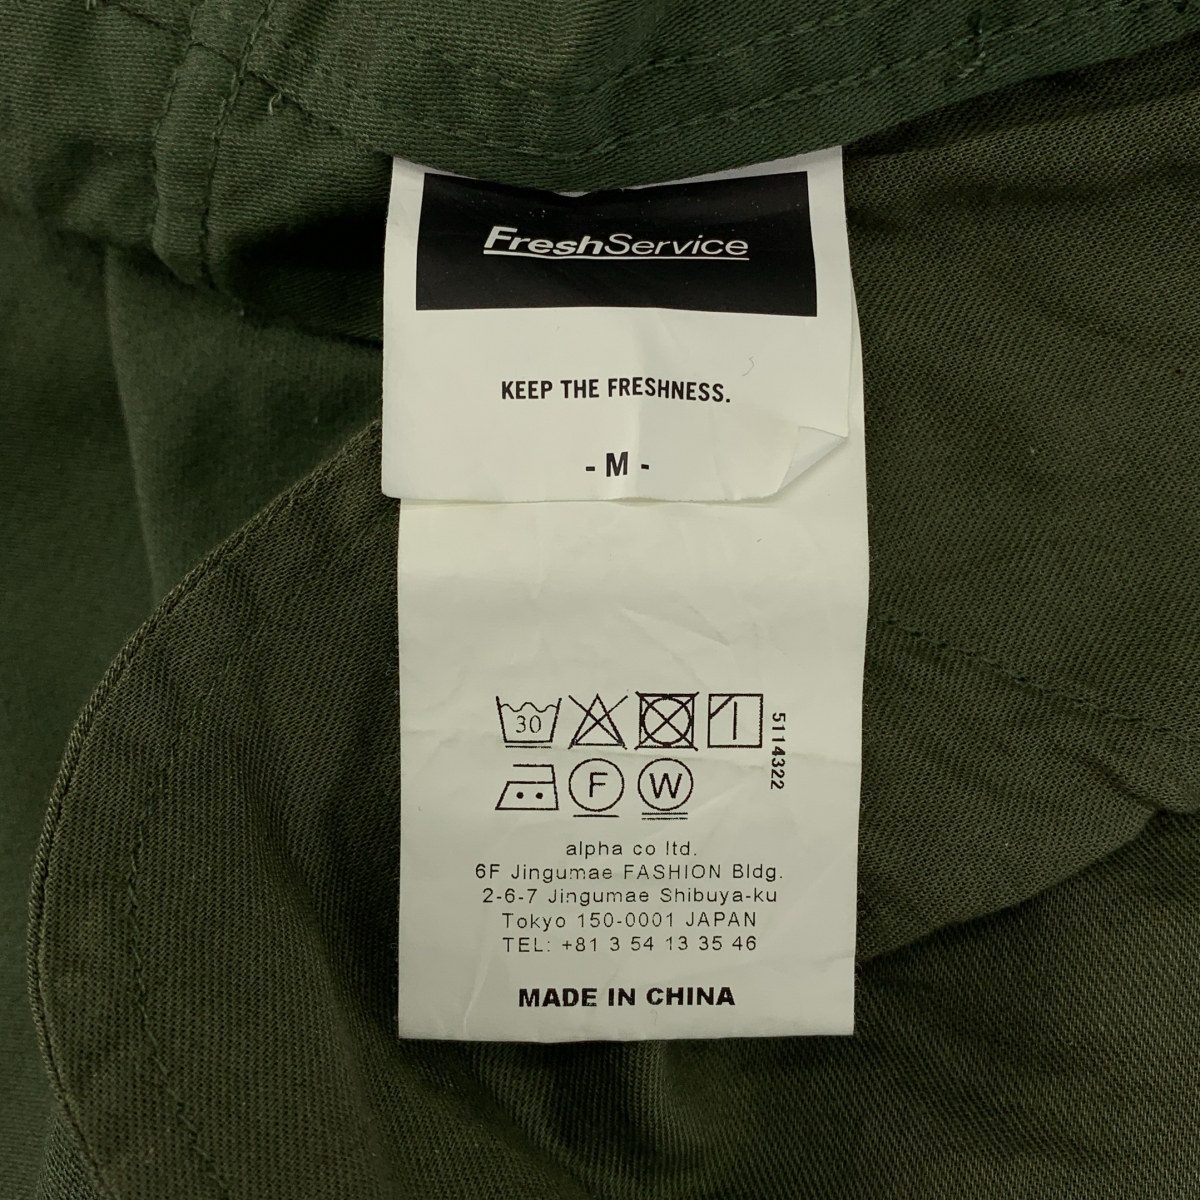 FreshService
KEEP THE FRESHNESS.
- M -
30
5114322
F W
alpha co ltd.
6F Jingumae FASHION Bldg.
2-6-7 Jingumae Shibuya-ku
Tokyo 150-0001 JAPAN
TEL: +81 3 54 13 35 46
MADE IN CHINA